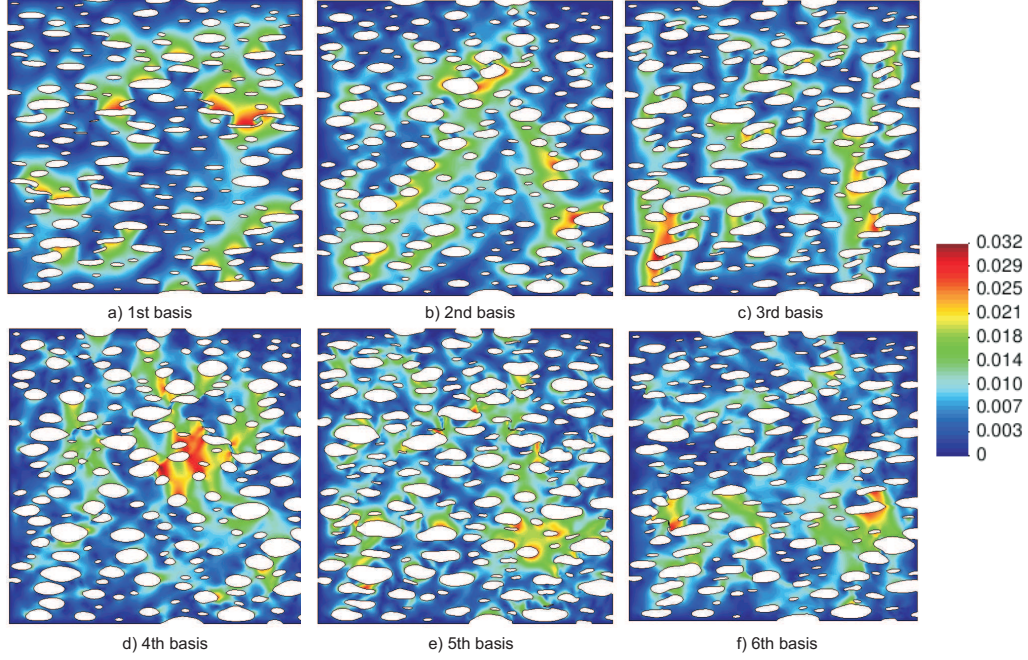 a) 1st basis
b) 2nd basis
c) 3rd basis
0.032
0.029
0.025
0.021
0.018
0.014
0.010
0.007
0.003
0
d) 4th basis
e) 5th basis
f) 6th basis